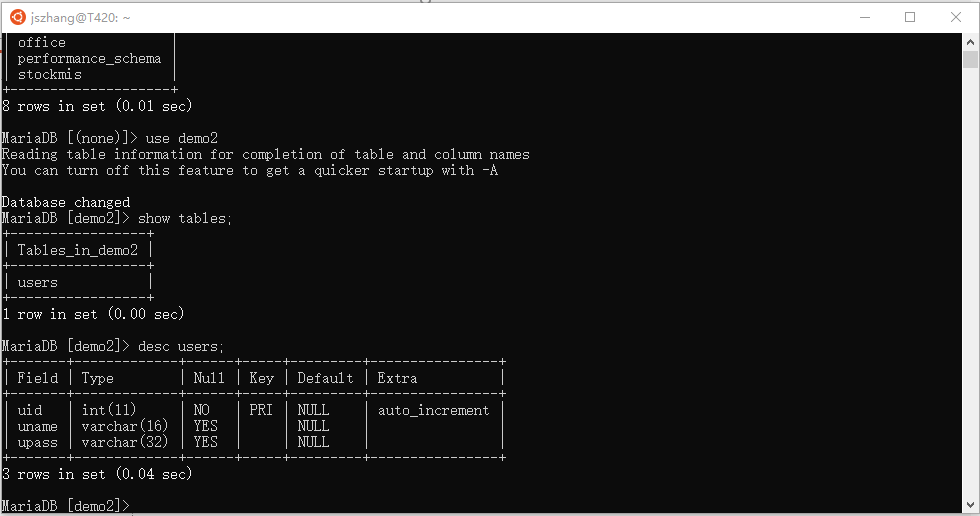 jszhang@T420: ~
| office             |
| performance_schema |
| stockmis           |
+--------------------+
8 rows in set (0.01 sec)
MariaDB [(none)]> use demo2
Reading table information for completion of table and column names
You can turn off this feature to get a quicker startup with -A
Database changed
MariaDB [demo2]> show tables;
+-----------------+
| Tables_in_demo2 |
+-----------------+
| users           |
+-----------------+
1 row in set (0.00 sec)
MariaDB [demo2]> desc users;
+-------+-------------+------+-----+---------+----------------+
| Field | Type        | Null | Key | Default | Extra          |
+-------+-------------+------+-----+---------+----------------+
| uid   | int(11)     | NO   | PRI | NULL    | auto_increment |
| uname | varchar(16) | YES  |     | NULL    |                |
| upass | varchar(32) | YES  |     | NULL    |                |
+-------+-------------+------+-----+---------+----------------+
3 rows in set (0.04 sec)
MariaDB [demo2]>